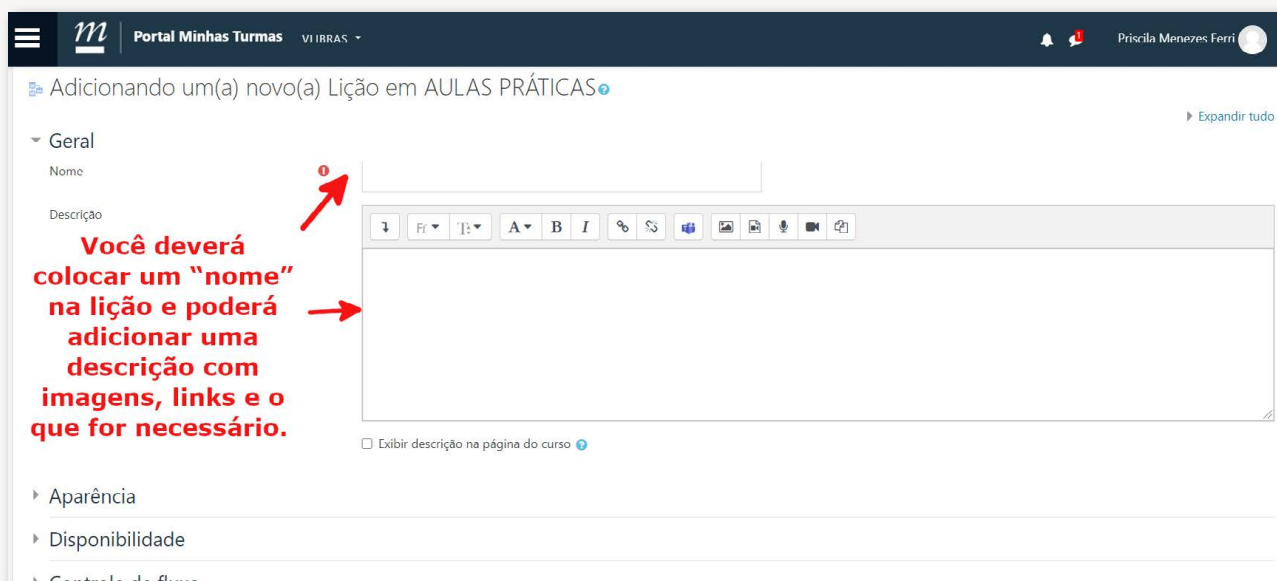 m Portal Minhas Turmas VLIBRAS Priscila Menezes Ferri
Adicionando um(a) novo(a) Lição em AULAS PRÁTICAS
Expandir tudo
Geral
Nome
Descrição
Você deverá
colocar um “nome”
na lição e poderá
adicionar uma
descrição com
imagens, links e o
que for necessário.
Exibir descrição na página do curso
Aparência
Disponibilidade